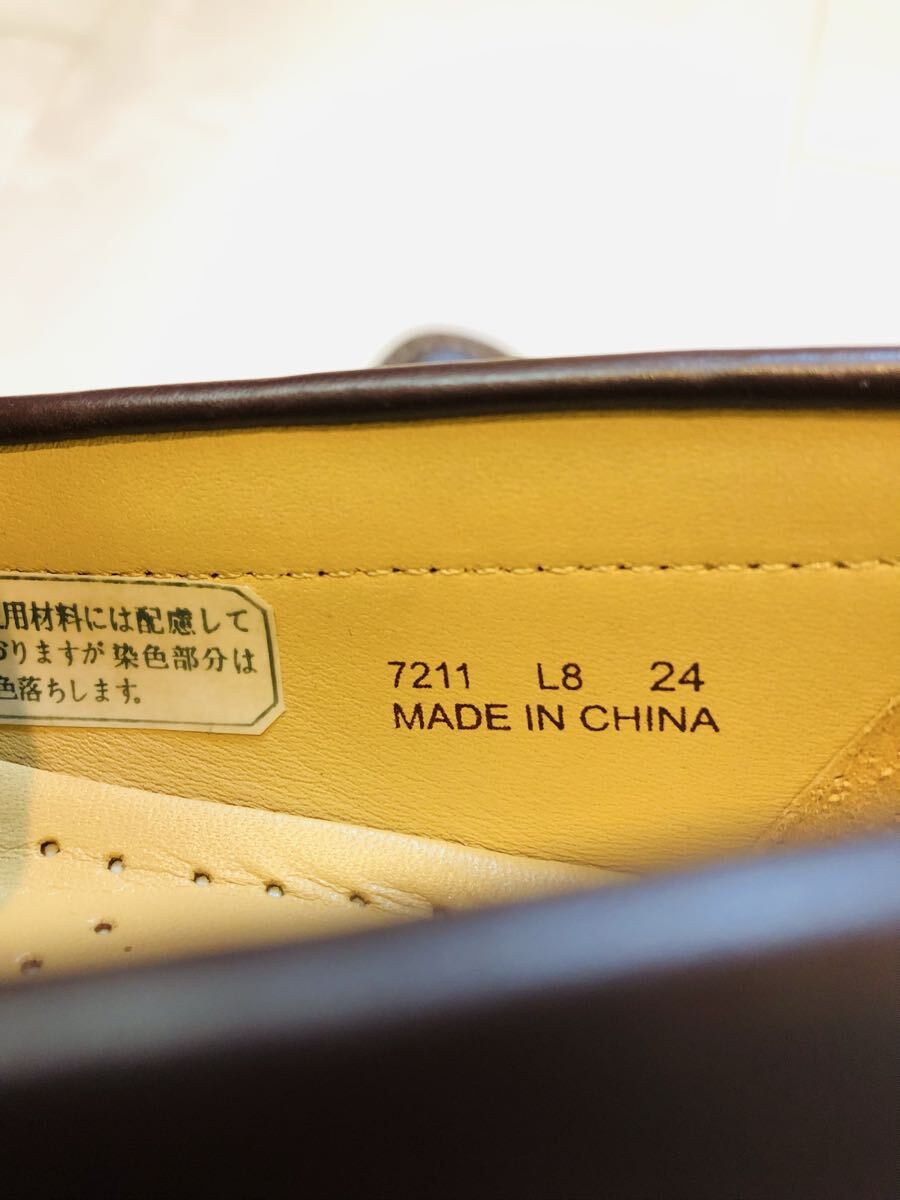 用材料には配慮して
りますが染色部分は
色落ちします。
7211 L8 24
MADE IN CHINA